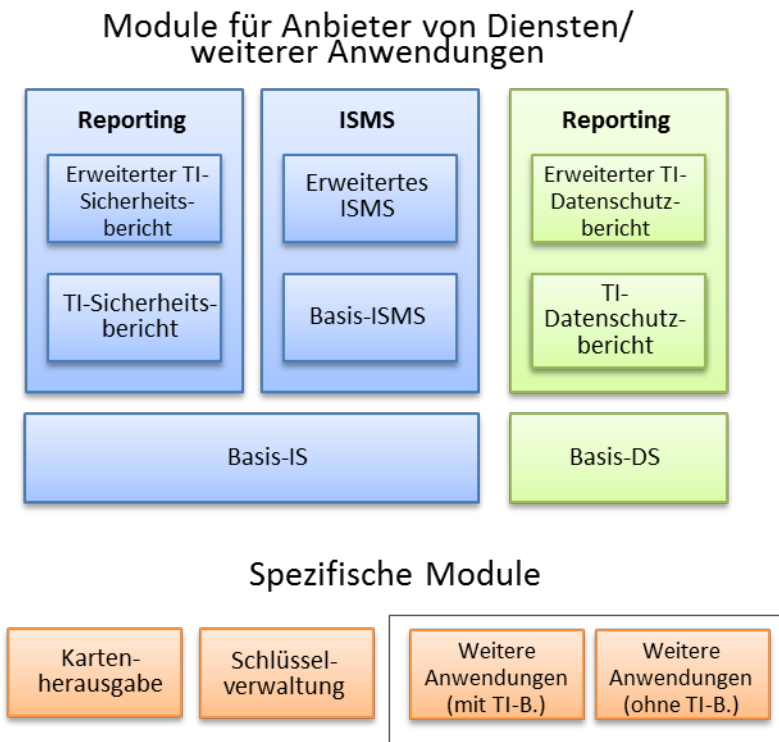 Module für Anbieter von Diensten/
weiterer Anwendungen
Reporting
Erweiterter TI-
Sicherheits-
bericht
TI-Sicherheits-
bericht
ISMS
Erweitertes
ISMS
Basis-ISMS
Reporting
Erweiterter TI-
Datenschutz-
bericht
TI-
Datenschutz-
bericht
Basis-IS
Basis-DS
Spezifische Module
Karten-
herausgabe
Schlüssel-
verwaltung
Weitere
Anwendungen
(mit TI-B.)
Weitere
Anwendungen
(ohne TI-B.)